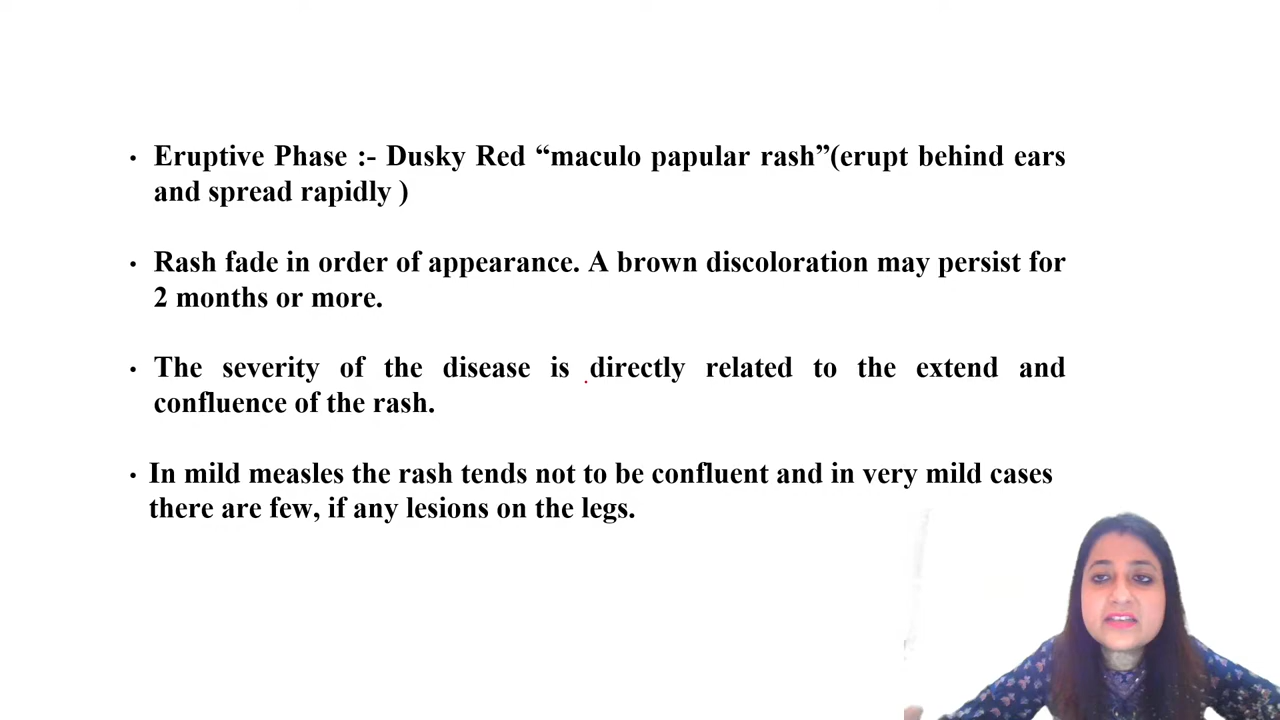 • Eruptive Phase :- Dusky Red “maculo papular rash”(erupt behind ears
and spread rapidly )
• Rash fade in order of appearance. A brown discoloration may persist for
2 months or more.
• The severity of the disease is directly related to the extend and
confluence of the rash.
• In mild measles the rash tends not to be confluent and in very mild cases
there are few, if any lesions on the legs.